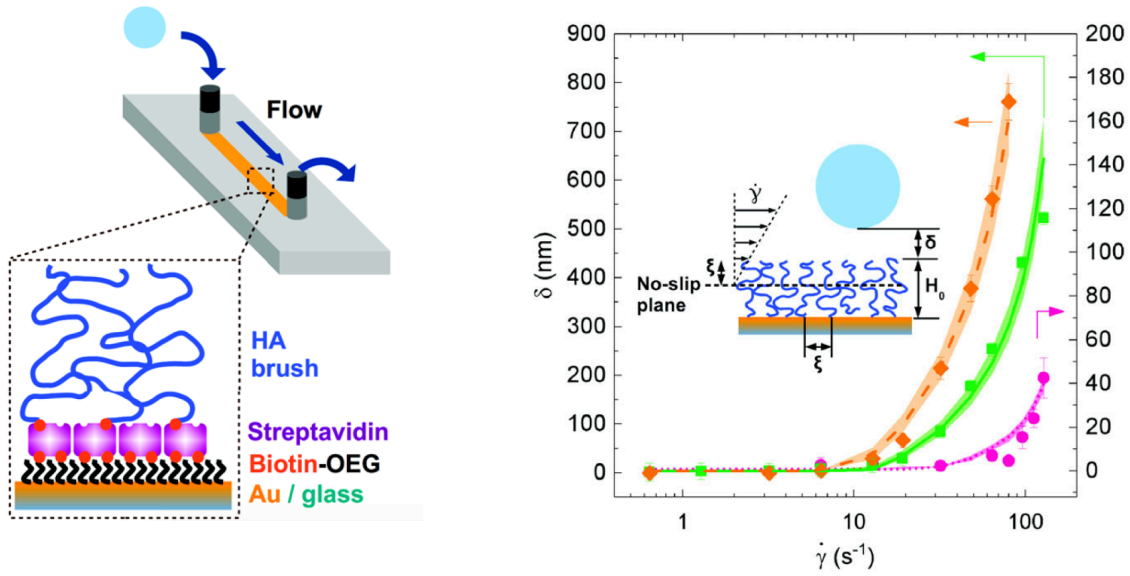 Flow
HA
brush
Streptavidin
Biotin-OEG
Au / glass
900
800
700
600
500
400
300
200
100
0
δ (nm)
200
180
160
140
120
100
80
60
40
20
0
γ̇
ξ
δ
No-slip
plane
H₀
ξ
1
10
100
γ̇ (s⁻¹)